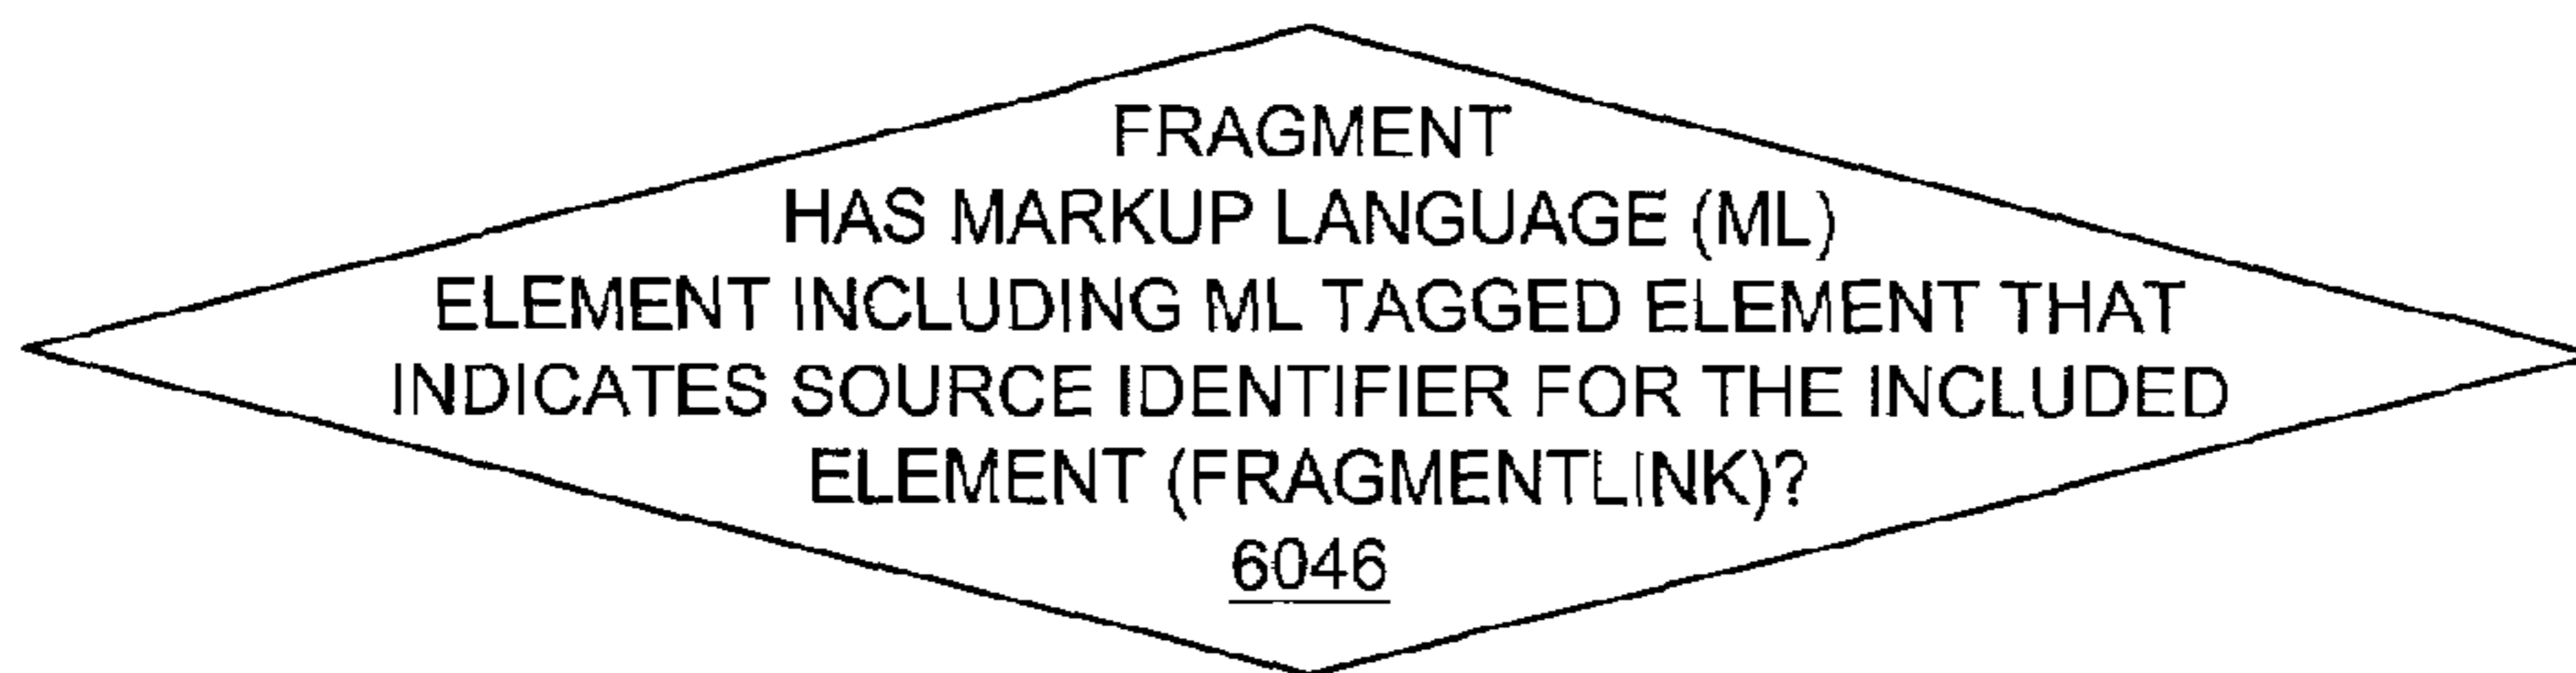 FRAGMENT
HAS MARKUP LANGUAGE (ML)
ELEMENT INCLUDING ML TAGGED ELEMENT THAT
INDICATES SOURCE IDENTIFIER FOR THE INCLUDED
ELEMENT (FRAGMENTLINK)?
6046